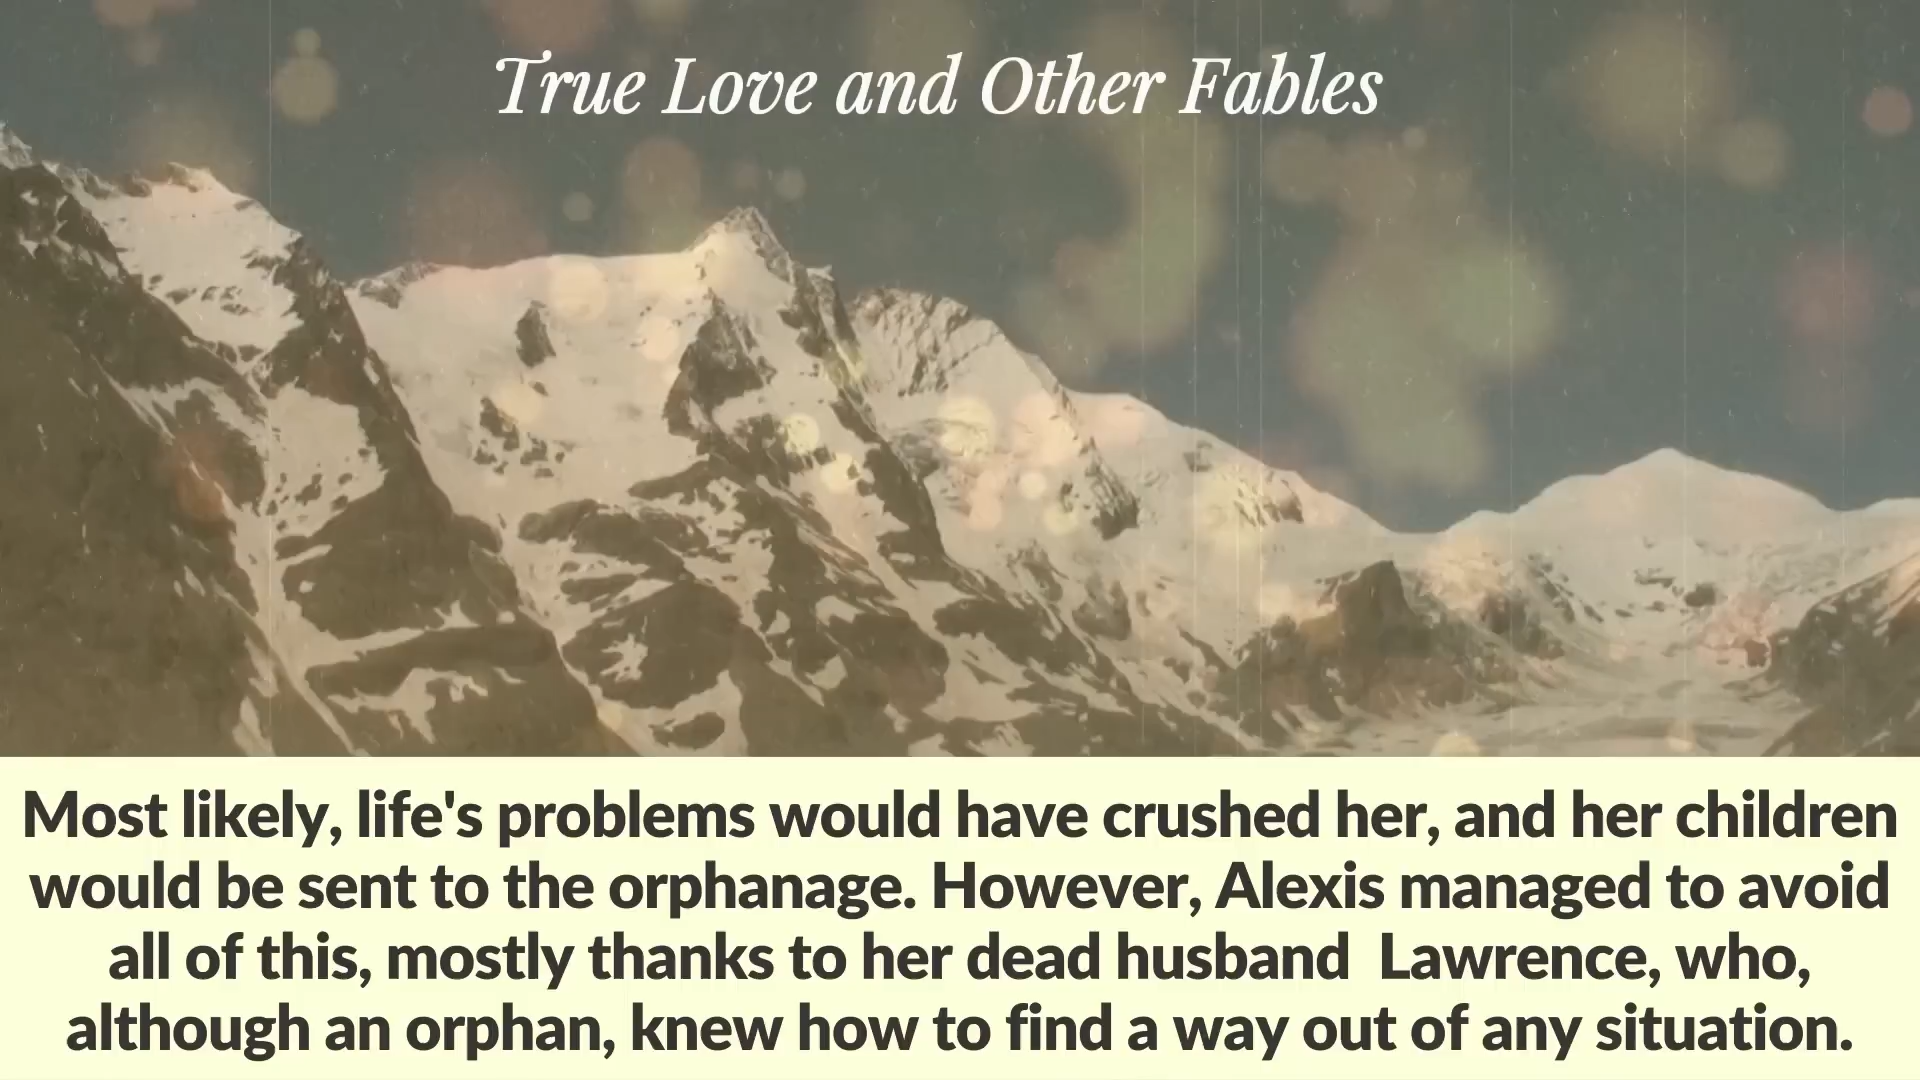 True Love and Other Fables
Most likely, life's problems would have crushed her, and her children
would be sent to the orphanage. However, Alexis managed to avoid
all of this, mostly thanks to her dead husband  Lawrence, who,
although an orphan, knew how to find a way out of any situation.